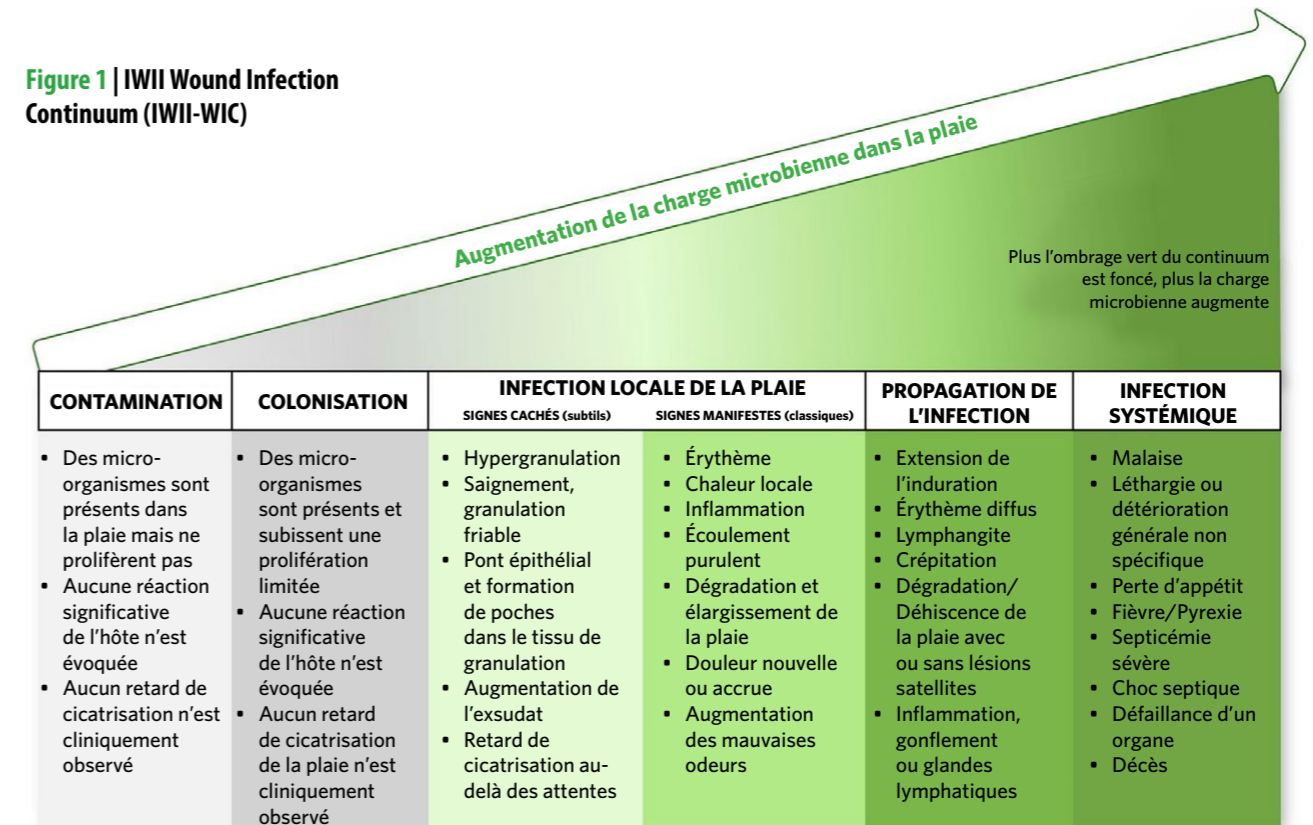 Figure 1 | IWII Wound Infection
Continuum (IWII-WIC)
Augmentation de la charge microbienne dans la plaie
Plus l’ombrage vert du continuum
est foncé, plus la charge
microbienne augmente
CONTAMINATION
• Des micro-
organismes sont
présents dans
la plaie mais ne
prolifèrent pas
• Aucune réaction
significative
de l’hôte n’est
évoquée
• Aucun retard de
cicatrisation n’est
cliniquement
observé
COLONISATION
• Des micro-
organismes
sont présents et
subissent une
prolifération
limitée
• Aucune réaction
significative
de l’hôte n’est
évoquée
• Aucun retard
de cicatrisation
de la plaie n’est
cliniquement
observé
INFECTION LOCALE DE LA PLAIE
SIGNES CACHÉS (subtils)
• Hypergranulation
• Saignement,
granulation
friable
• Pont épithélial
et formation
de poches
dans le tissu de
granulation
• Augmentation de
l’exsudat
• Retard de
cicatrisation au-
delà des attentes
SIGNES MANIFESTES (classiques)
• Érythème
• Chaleur locale
• Inflammation
• Écoulement
purulent
• Dégradation et
élargissement de
la plaie
• Douleur nouvelle
ou accrue
• Augmentation
des mauvaises
odeurs
PROPAGATION DE
L’INFECTION
• Extension de
l’induration
• Érythème diffus
• Lymphangite
• Crépitation
• Dégradation/
Déhiscence de
la plaie avec
ou sans lésions
satellites
• Inflammation,
gonflement
ou glandes
lymphatiques
INFECTION
SYSTÉMIQUE
• Malaise
• Léthargie ou
détérioration
générale non
spécifique
• Perte d’appétit
• Fièvre/Pyrexie
• Septicémie
sévère
• Choc septique
• Défaillance d’un
organe
• Décès